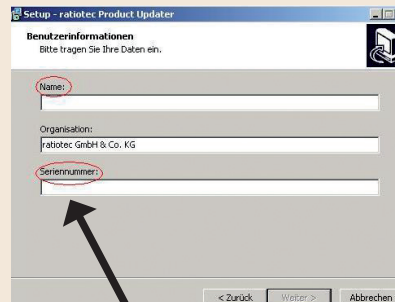 Setup - ratiotec Product Updater
Benutzerinformationen
Bitte tragen Sie Ihre Daten ein.
Name:
Organisation:
ratiotec GmbH & Co. KG
Seriennummer:
< Zurück
Weiter >
Abbrechen